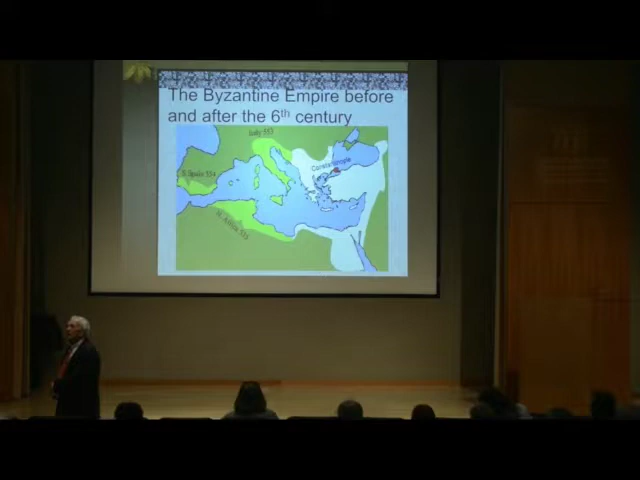 The Byzantine Empire before
and after the 6th century
Italy 553
Constantinople
S. Spain 554
N. Africa 533